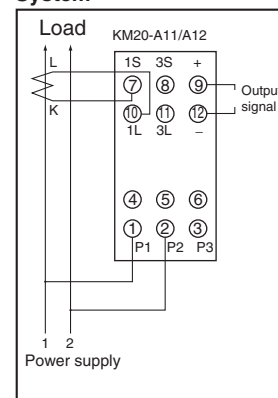 System
Load
KM20-A11/A12
L
K
1S 3S +
⑦ ⑧ ⑨
Output
signal
⑩ ⑪ ⑫
1L 3L −
④ ⑤ ⑥
① ② ③
P1 P2 P3
1 2
Power supply